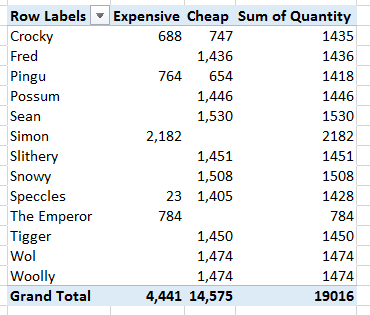 Row Labels Expensive Cheap Sum of Quantity
Crocky 688 747 1435
Fred 1,436 1436
Pingu 764 654 1418
Possum 1,446 1446
Sean 1,530 1530
Simon 2,182 2182
Slithery 1,451 1451
Snowy 1,508 1508
Speccles 23 1,405 1428
The Emperor 784 784
Tigger 1,450 1450
Wol 1,474 1474
Woolly 1,474 1474
Grand Total 4,441 14,575 19016